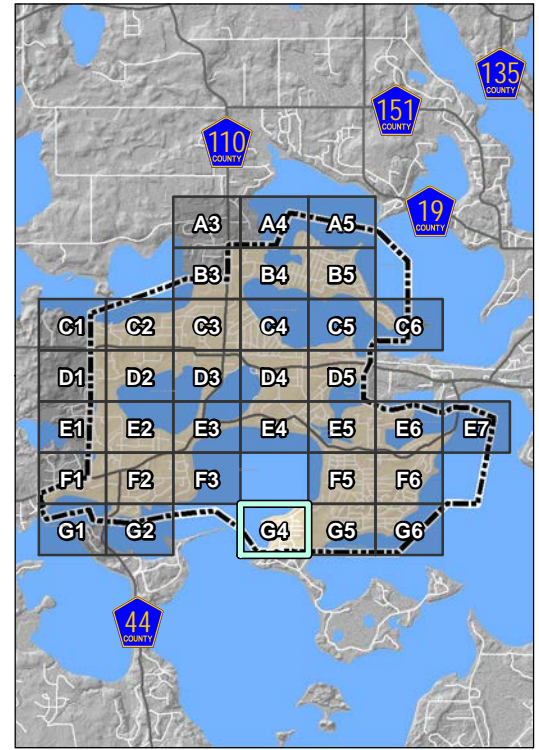 135
COUNTY
151
COUNTY
110
COUNTY
19
COUNTY
A3 A4 A5
B3 B4 B5
C1 C2 C3 C4 C5 C6
D1 D2 D3 D4 D5
E1 E2 E3 E4 E5 E6 E7
F1 F2 F3 F5 F6
G1 G2 G4 G5 G6
44
COUNTY